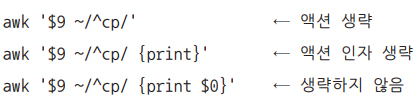 awk '$9 ~/^cp/' ← 액션 생략
awk '$9 ~/^cp/ {print}' ← 액션 인자 생략
awk '$9 ~/^cp/ {print $0}' ← 생략하지 않음